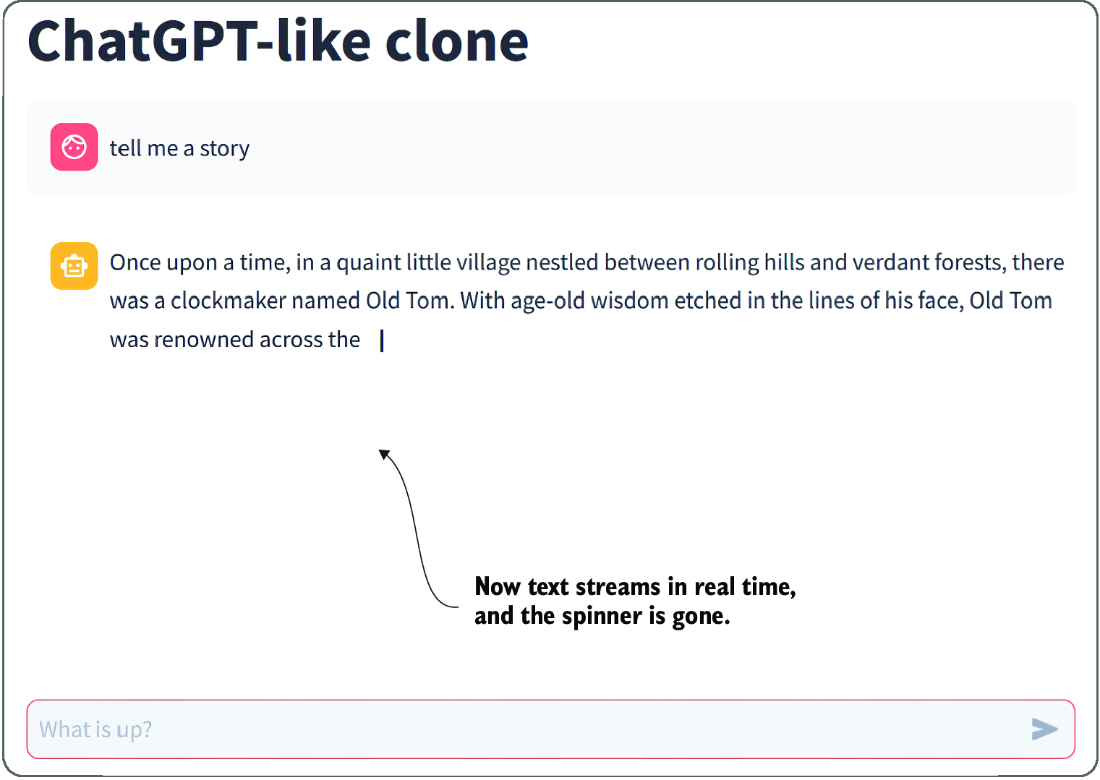 ChatGPT-like clone
tell me a story
Once upon a time, in a quaint little village nestled between rolling hills and verdant forests, there
was a clockmaker named Old Tom. With age-old wisdom etched in the lines of his face, Old Tom
was renowned across the
Now text streams in real time,
and the spinner is gone.
What is up?